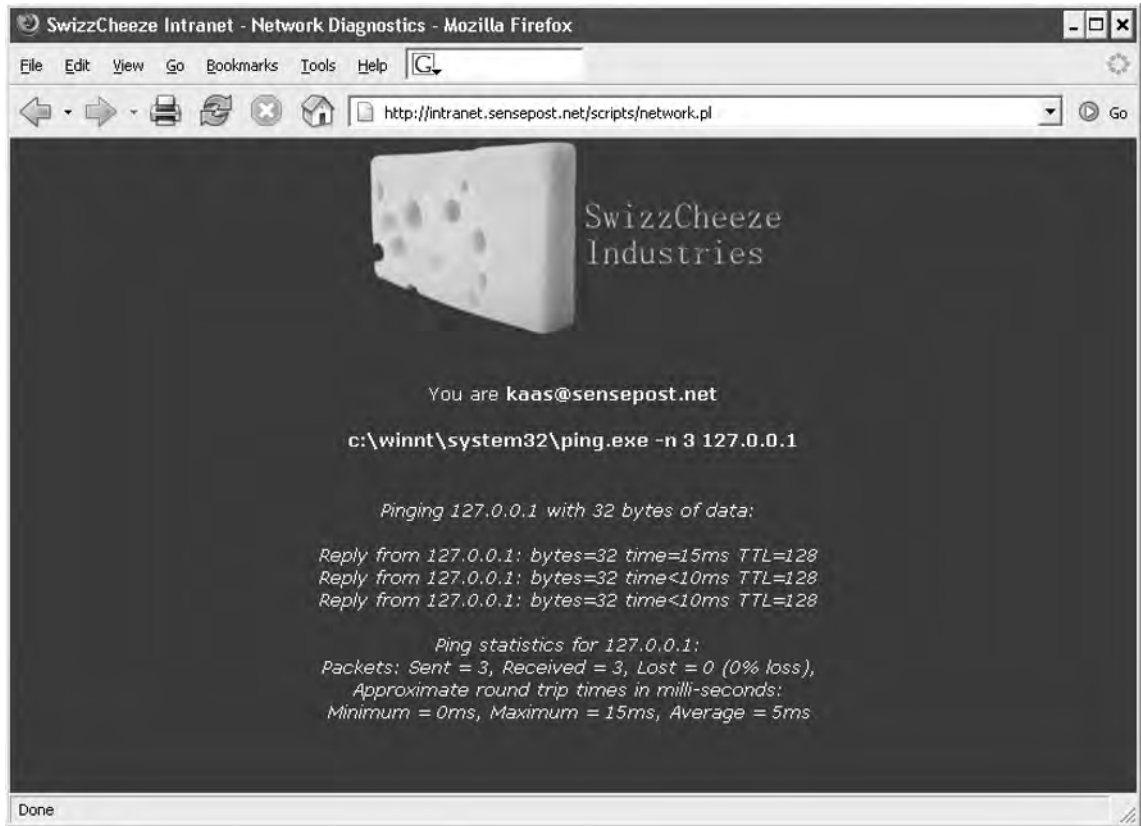 SwizzCheeze Intranet - Network Diagnostics - Mozilla Firefox
File Edit View Go Bookmarks Tools Help G
http://intranet.sensepost.net/scripts/network.pl Go
SwizzCheeze
Industries
You are kaas@sensepost.net
c:\winnt\system32\ping.exe -n 3 127.0.0.1
Pinging 127.0.0.1 with 32 bytes of data:
Reply from 127.0.0.1: bytes=32 time=15ms TTL=128
Reply from 127.0.0.1: bytes=32 time<10ms TTL=128
Reply from 127.0.0.1: bytes=32 time<10ms TTL=128
Ping statistics for 127.0.0.1:
Packets: Sent = 3, Received = 3, Lost = 0 (0% loss),
Approximate round trip times in milli-seconds:
Minimum = 0ms, Maximum = 15ms, Average = 5ms
Done